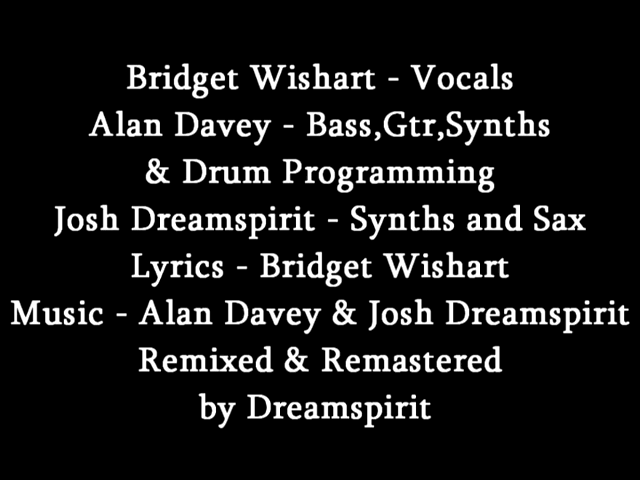 Bridget Wishart - Vocals
Alan Davey - Bass,Gtr,Synths
& Drum Programming
Josh Dreamspirit - Synths and Sax
Lyrics - Bridget Wishart
Music - Alan Davey & Josh Dreamspirit
Remixed & Remastered
by Dreamspirit